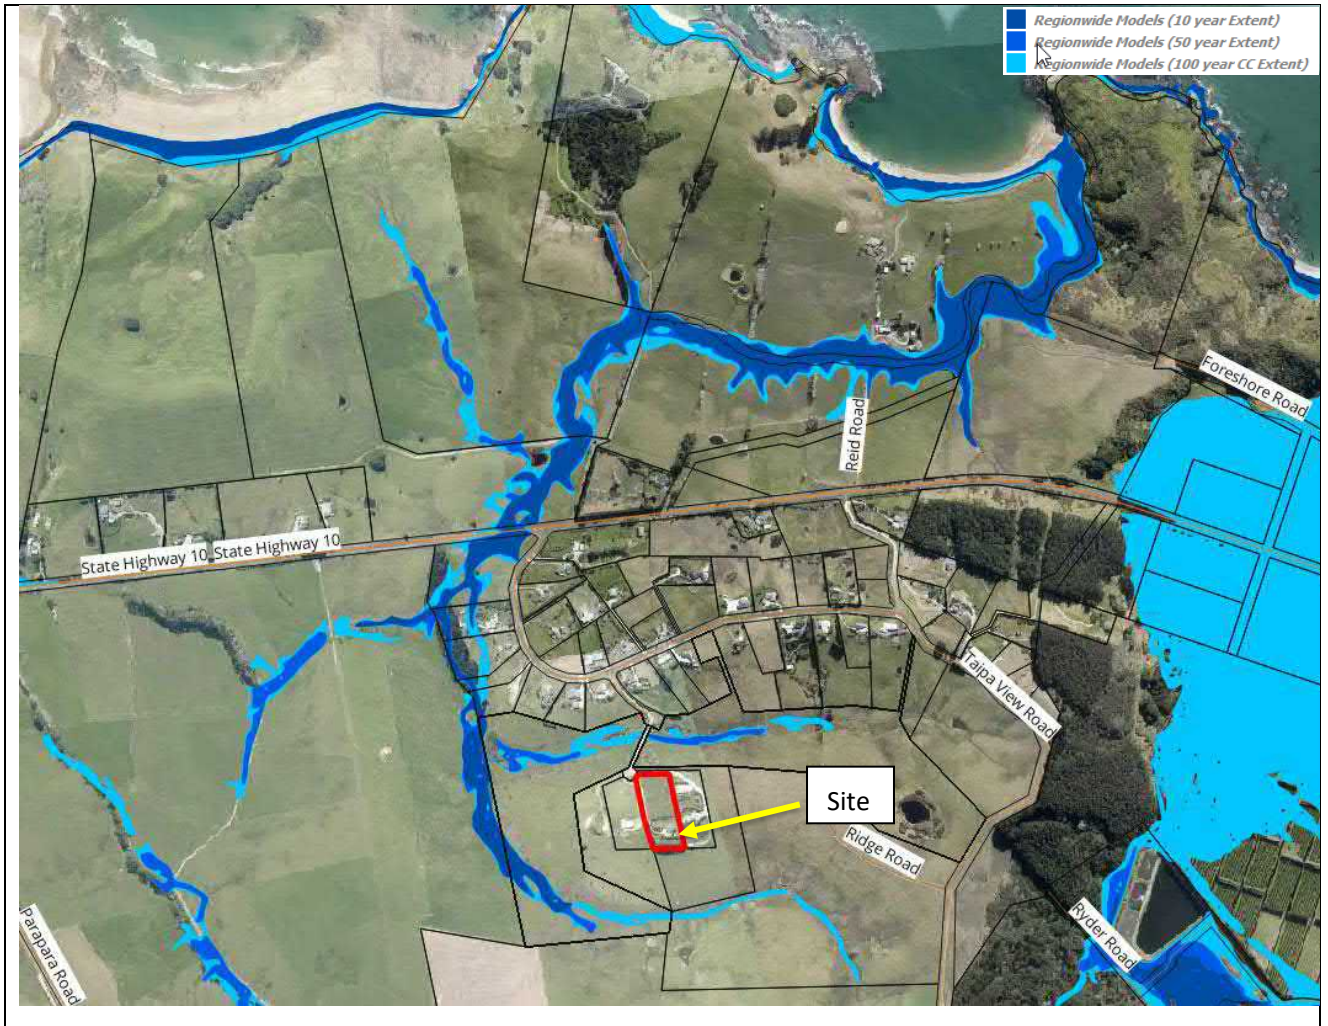 Regionwide Models (10 year Extent)
Regionwide Models (50 year Extent)
Regionwide Models (100 year CC Extent)
Foreshore Road
Reid Road
State Highway 10
State Highway 10
Taipa View Road
Site
Ridge Road
Ryder Road
Parapara Road